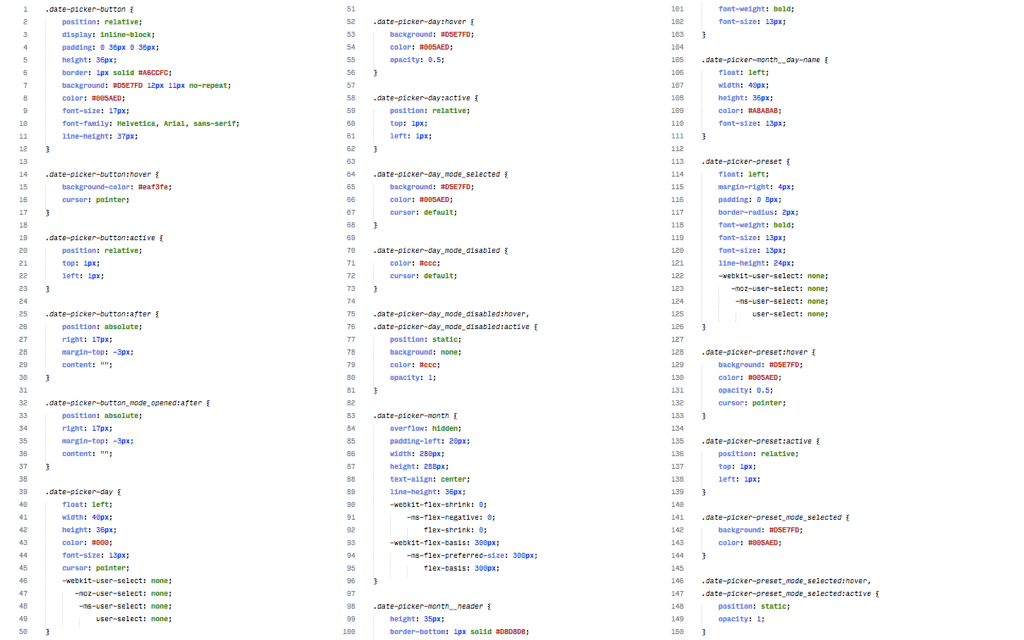 1 .date-picker-button {
2 position: relative;
3 display: inline-block;
4 padding: 0 36px 0 36px;
5 height: 36px;
6 border: 1px solid #A6CCFC;
7 background: #D5E7FD 12px 11px no-repeat;
8 color: #005AED;
9 font-size: 17px;
10 font-family: Helvetica, Arial, sans-serif;
11 line-height: 37px;
12 }
13
14 .date-picker-button:hover {
15 background-color: #eaf3fe;
16 cursor: pointer;
17 }
18
19 .date-picker-button:active {
20 position: relative;
21 top: 1px;
22 left: 1px;
23 }
24
25 .date-picker-button:after {
26 position: absolute;
27 right: 17px;
28 margin-top: -3px;
29 content: "";
30 }
31
32 .date-picker-button_mode_opened:after {
33 position: absolute;
34 right: 17px;
35 margin-top: -3px;
36 content: "";
37 }
38
39 .date-picker-day {
40 float: left;
41 width: 40px;
42 height: 36px;
43 color: #000;
44 font-size: 13px;
45 cursor: pointer;
46 -webkit-user-select: none;
47 -moz-user-select: none;
48 -ms-user-select: none;
49 user-select: none;
50 }
51
52 .date-picker-day:hover {
53 background: #D5E7FD;
54 color: #005AED;
55 opacity: 0.5;
56 }
57
58 .date-picker-day:active {
59 position: relative;
60 top: 1px;
61 left: 1px;
62 }
63
64 .date-picker-day_mode_selected {
65 background: #D5E7FD;
66 color: #005AED;
67 cursor: default;
68 }
69
70 .date-picker-day_mode_disabled {
71 color: #ccc;
72 cursor: default;
73 }
74
75 .date-picker-day_mode_disabled:hover,
76 .date-picker-day_mode_disabled:active {
77 position: static;
78 background: none;
79 color: #ccc;
80 opacity: 1;
81 }
82
83 .date-picker-month {
84 overflow: hidden;
85 padding-left: 20px;
86 width: 280px;
87 height: 288px;
88 text-align: center;
89 line-height: 36px;
90 -webkit-flex-shrink: 0;
91 -ms-flex-negative: 0;
92 flex-shrink: 0;
93 -webkit-flex-basis: 300px;
94 -ms-flex-preferred-size: 300px;
95 flex-basis: 300px;
96 }
97
98 .date-picker-month__header {
99 height: 35px;
100 border-bottom: 1px solid #D8D8D8;
101 font-weight: bold;
102 font-size: 13px;
103 }
104
105 .date-picker-month__day-name {
106 float: left;
107 width: 40px;
108 height: 36px;
109 color: #A8A8A8;
110 font-size: 13px;
111 }
112
113 .date-picker-preset {
114 float: left;
115 margin-right: 4px;
116 padding: 0 8px;
117 border-radius: 2px;
118 font-weight: bold;
119 font-size: 13px;
120 font-size: 13px;
121 line-height: 24px;
122 -webkit-user-select: none;
123 -moz-user-select: none;
124 -ms-user-select: none;
125 user-select: none;
126 }
127
128 .date-picker-preset:hover {
129 background: #D5E7FD;
130 color: #005AED;
131 opacity: 0.5;
132 cursor: pointer;
133 }
134
135 .date-picker-preset:active {
136 position: relative;
137 top: 1px;
138 left: 1px;
139 }
140
141 .date-picker-preset_mode_selected {
142 background: #D5E7FD;
143 color: #005AED;
144 }
145
146 .date-picker-preset_mode_selected:hover,
147 .date-picker-preset_mode_selected:active {
148 position: static;
149 opacity: 1;
150 }